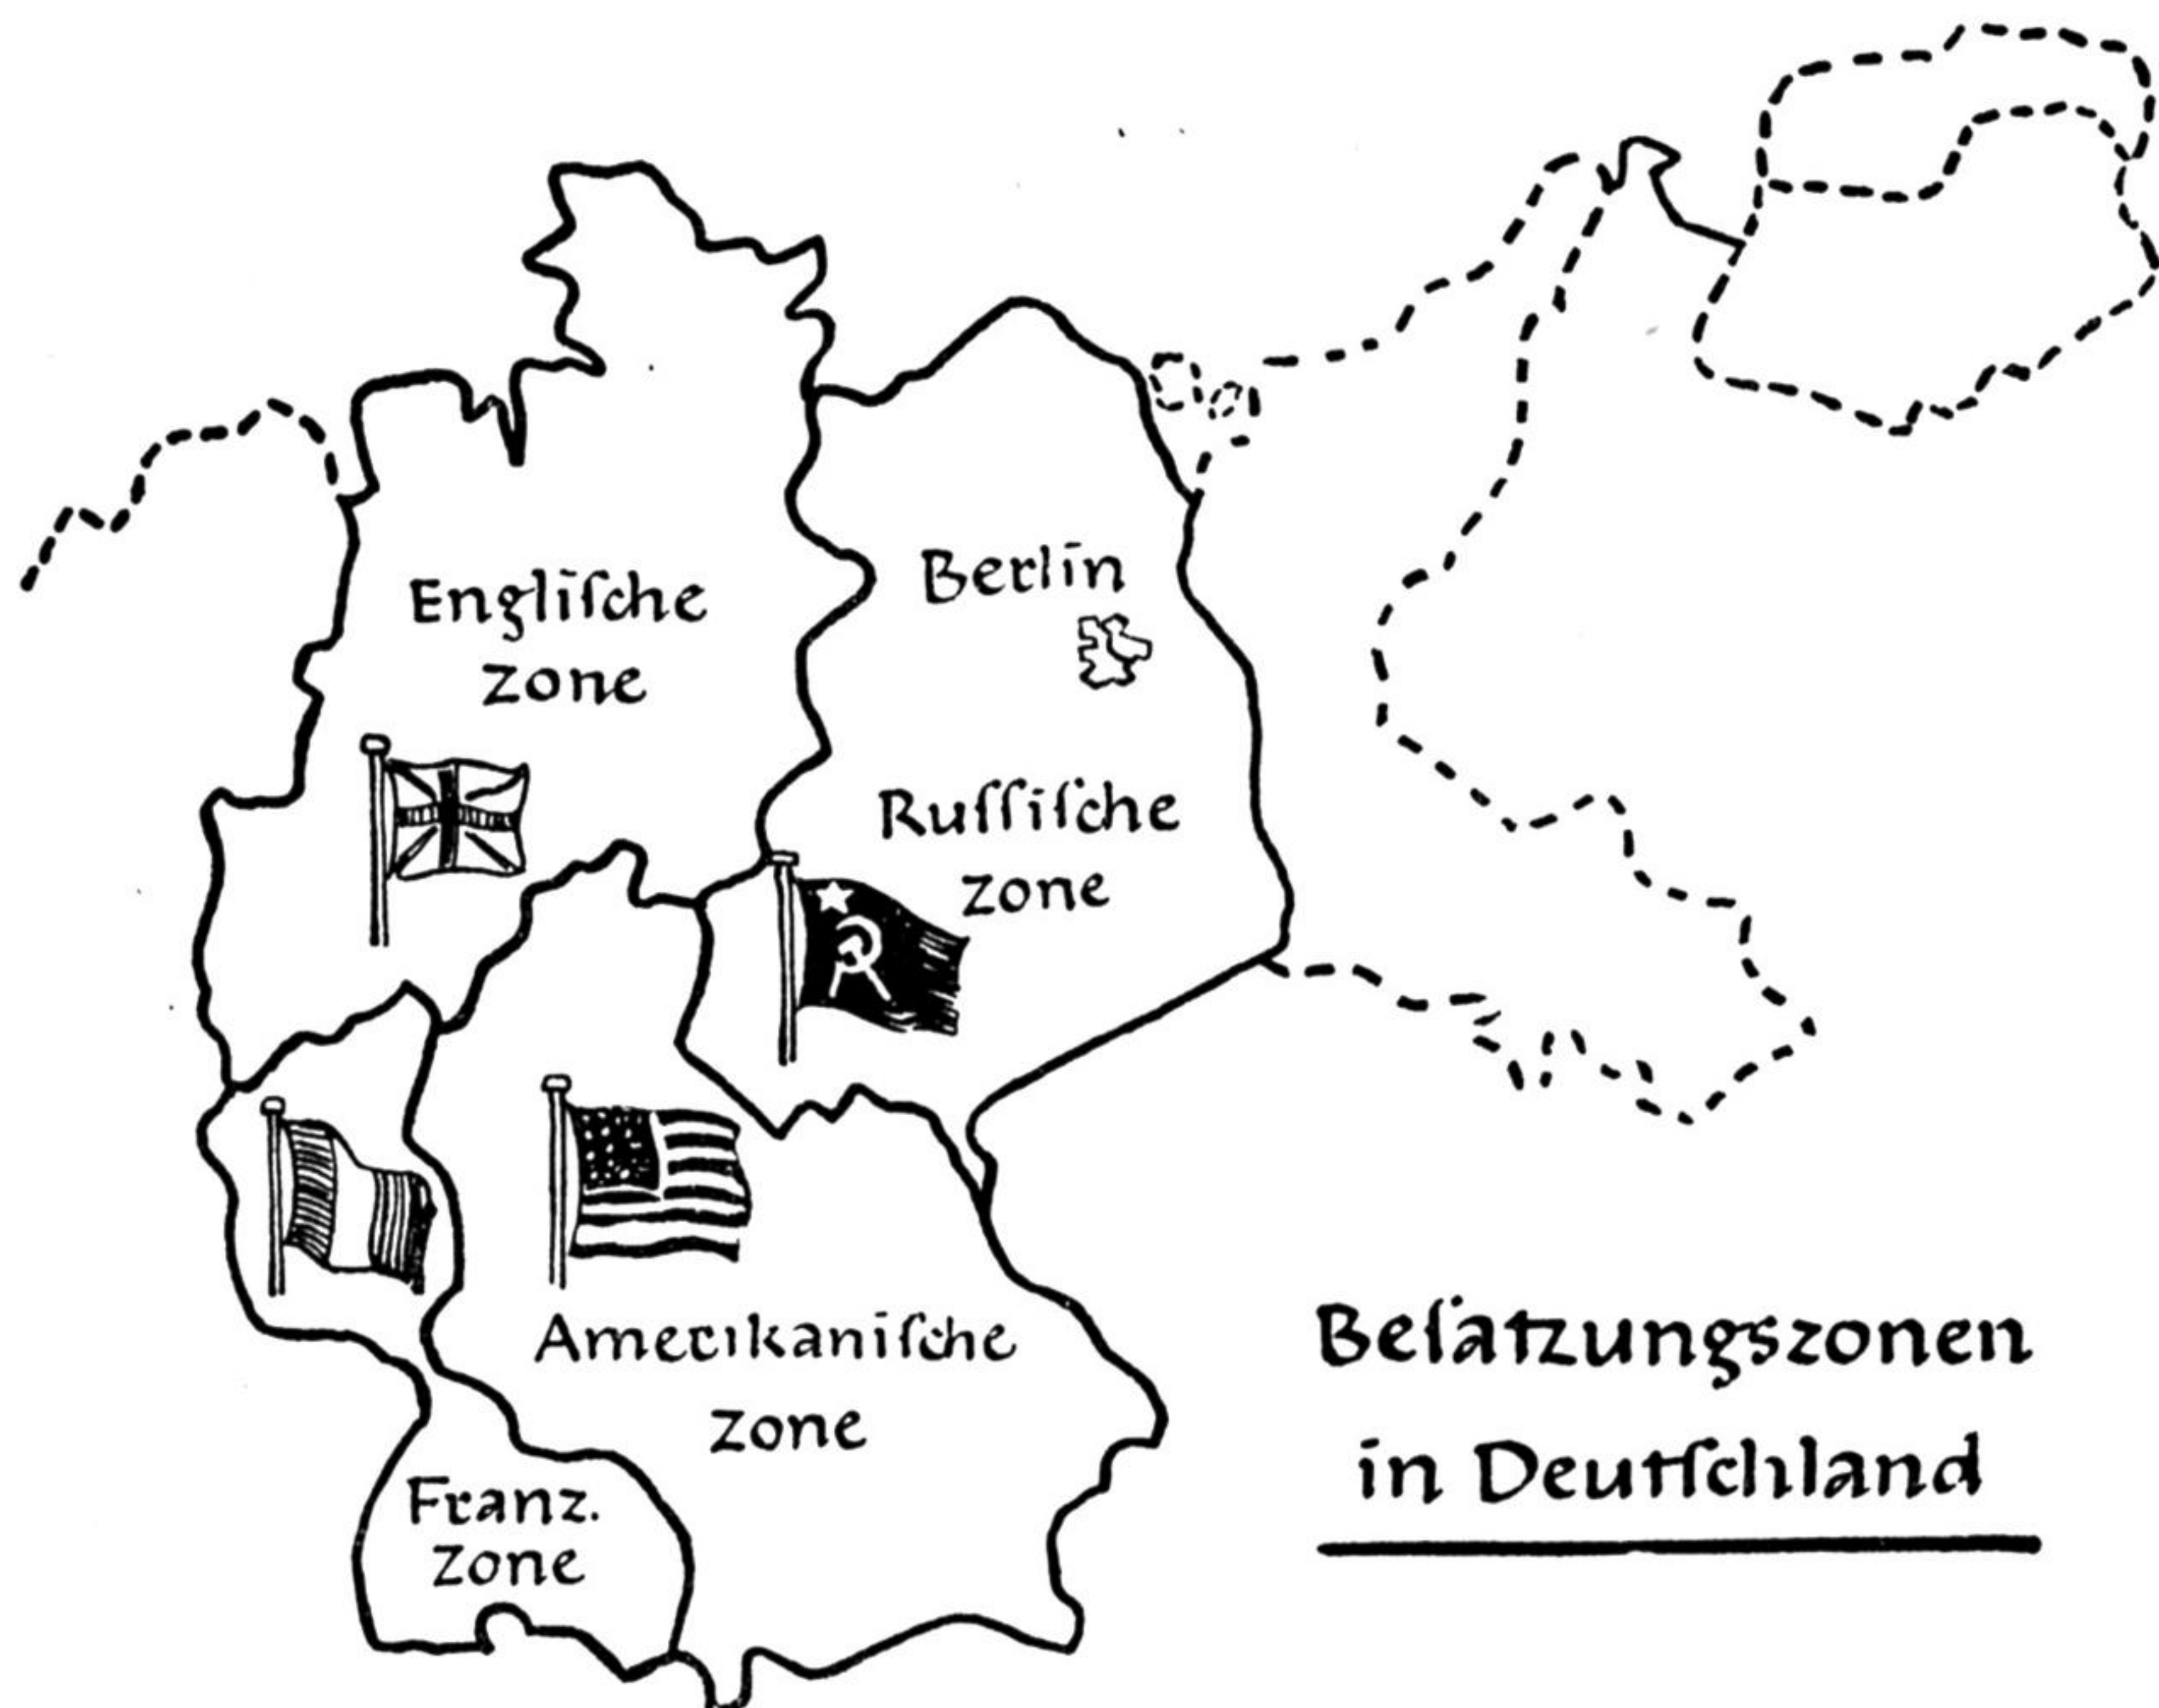 Engliſche
Zone
Berlin
Ruſſiſche
Zone
Amerikaniſche
Zone
Franz.
Zone
Beſatzungszonen
in Deutſchland